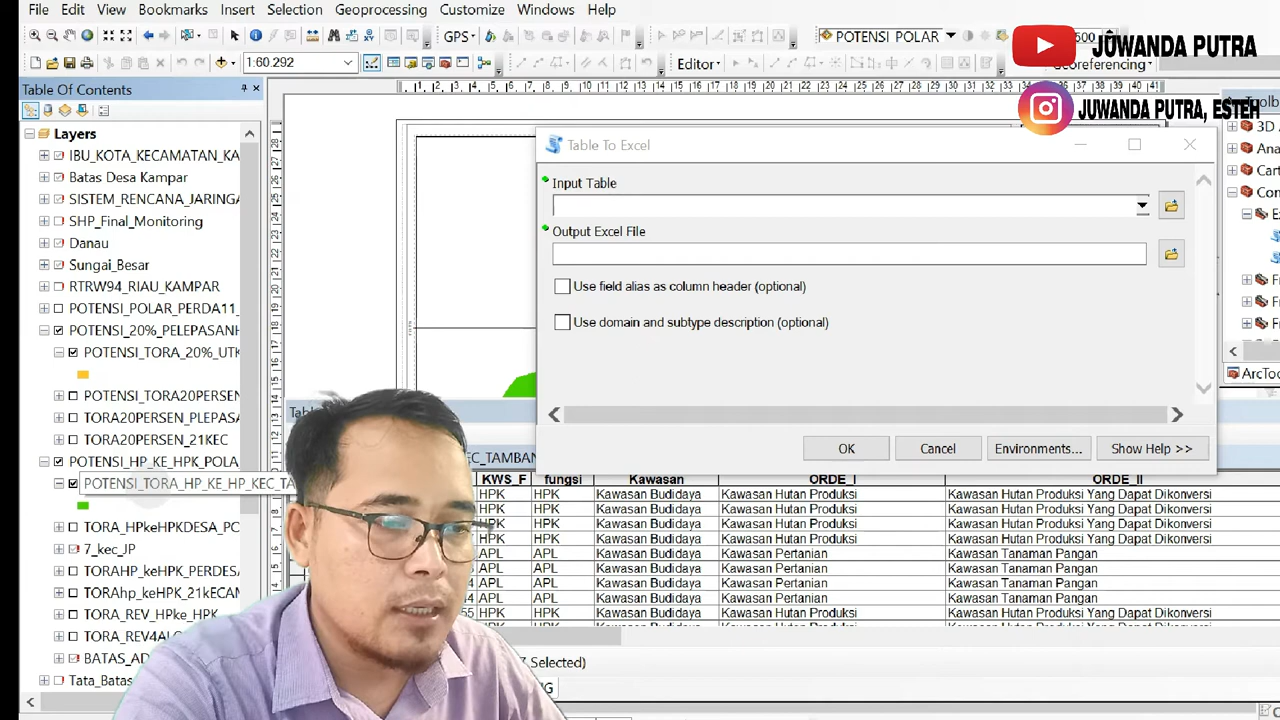 File Edit View Bookmarks Insert Selection Geoprocessing Customize Windows Help
GPS
POTENSI POLAR
JUWANDA PUTRA
1:60.292
Editor
Georeferencing
JUWANDA PUTRA, ESTEH
Table Of Contents
Layers
IBU_KOTA_KECAMATAN_KA
Batas Desa Kampar
SISTEM_RENCANA_JARINGA
SHP_Final_Monitoring
Danau
Sungai_Besar
RTRW94_RIAU_KAMPAR
POTENSI_POLAR_PERDA11_
POTENSI_20%_PELEPASANH
POTENSI_TORA_20%_UTK
POTENSI_TORA20PERSEN
TORA20PERSEN_PLEPASA
TORA20PERSEN_21KEC
POTENSI_HP_KE_HPK_POLA
POTENSI_TORA_HP_KE_HP_KEC_TA
TORA_HPkeHPKDESA_PO
7_kec_JP
TORAHP_keHPK_PERDES
TORAhp_keHPK_21kECAN
TORA_REV_HPke_HPK
TORA_REV4ALO
BATAS_AD
Tata_Batas
Table To Excel
Input Table
Output Excel File
Use field alias as column header (optional)
Use domain and subtype description (optional)
OK Cancel Environments... Show Help >>
Toolb
3D
Ana
Cart
Con
Ex
Fr
Fr
Fe
ArcToo
EC_TAMBAN
KWS_F fungsi Kawasan ORDE_I ORDE_II
HPK HPK Kawasan Budidaya Kawasan Hutan Produksi Kawasan Hutan Produksi Yang Dapat Dikonversi
HPK HPK Kawasan Budidaya Kawasan Hutan Produksi Kawasan Hutan Produksi Yang Dapat Dikonversi
HPK Kawasan Budidaya Kawasan Hutan Produksi Kawasan Hutan Produksi Yang Dapat Dikonversi
HPK HPK Kawasan Budidaya Kawasan Hutan Produksi Kawasan Hutan Produksi Yang Dapat Dikonversi
APL APL Kawasan Budidaya Kawasan Pertanian Kawasan Tanaman Pangan
APL APL Kawasan Budidaya Kawasan Pertanian Kawasan Tanaman Pangan
APL APL Kawasan Budidaya Kawasan Pertanian Kawasan Tanaman Pangan
APL APL Kawasan Budidaya Kawasan Pertanian Kawasan Tanaman Pangan
HPK HPK Kawasan Budidaya Kawasan Hutan Produksi Kawasan Hutan Produksi Yang Dapat Dikonversi
Selected)